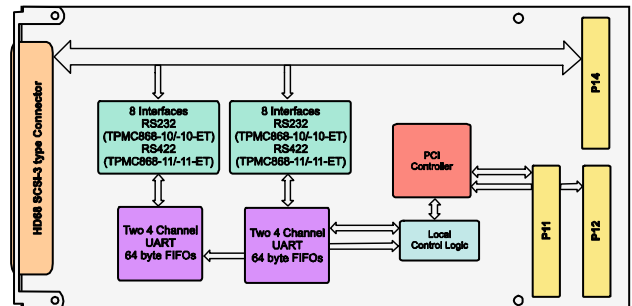 HD68 SCSI-3 type Connector
8 Interfaces
RS232
(TPMC868-10/-10-ET)
RS422
(TPMC868-11/-11-ET)
8 Interfaces
RS232
(TPMC868-10/-10-ET)
RS422
(TPMC868-11/-11-ET)
P14
PCI
Controller
Two 4 Channel
UART
64 byte FIFOs
Two 4 Channel
UART
64 byte FIFOs
Local
Control Logic
P11
P12